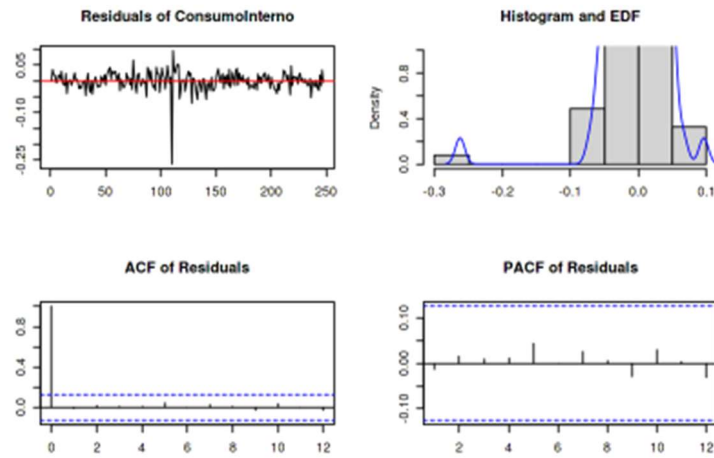 Residuals of ConsumoInterno
0.05
-0.10
-0.25
0 50 100 150 200 250
Histogram and EDF
Density
0.8
0.4
0.0
-0.3 -0.2 -0.1 0.0 0.1
ACF of Residuals
0.8
0.4
0.0
0 2 4 6 8 10 12
PACF of Residuals
0.10
0.00
-0.10
2 4 6 8 10 12